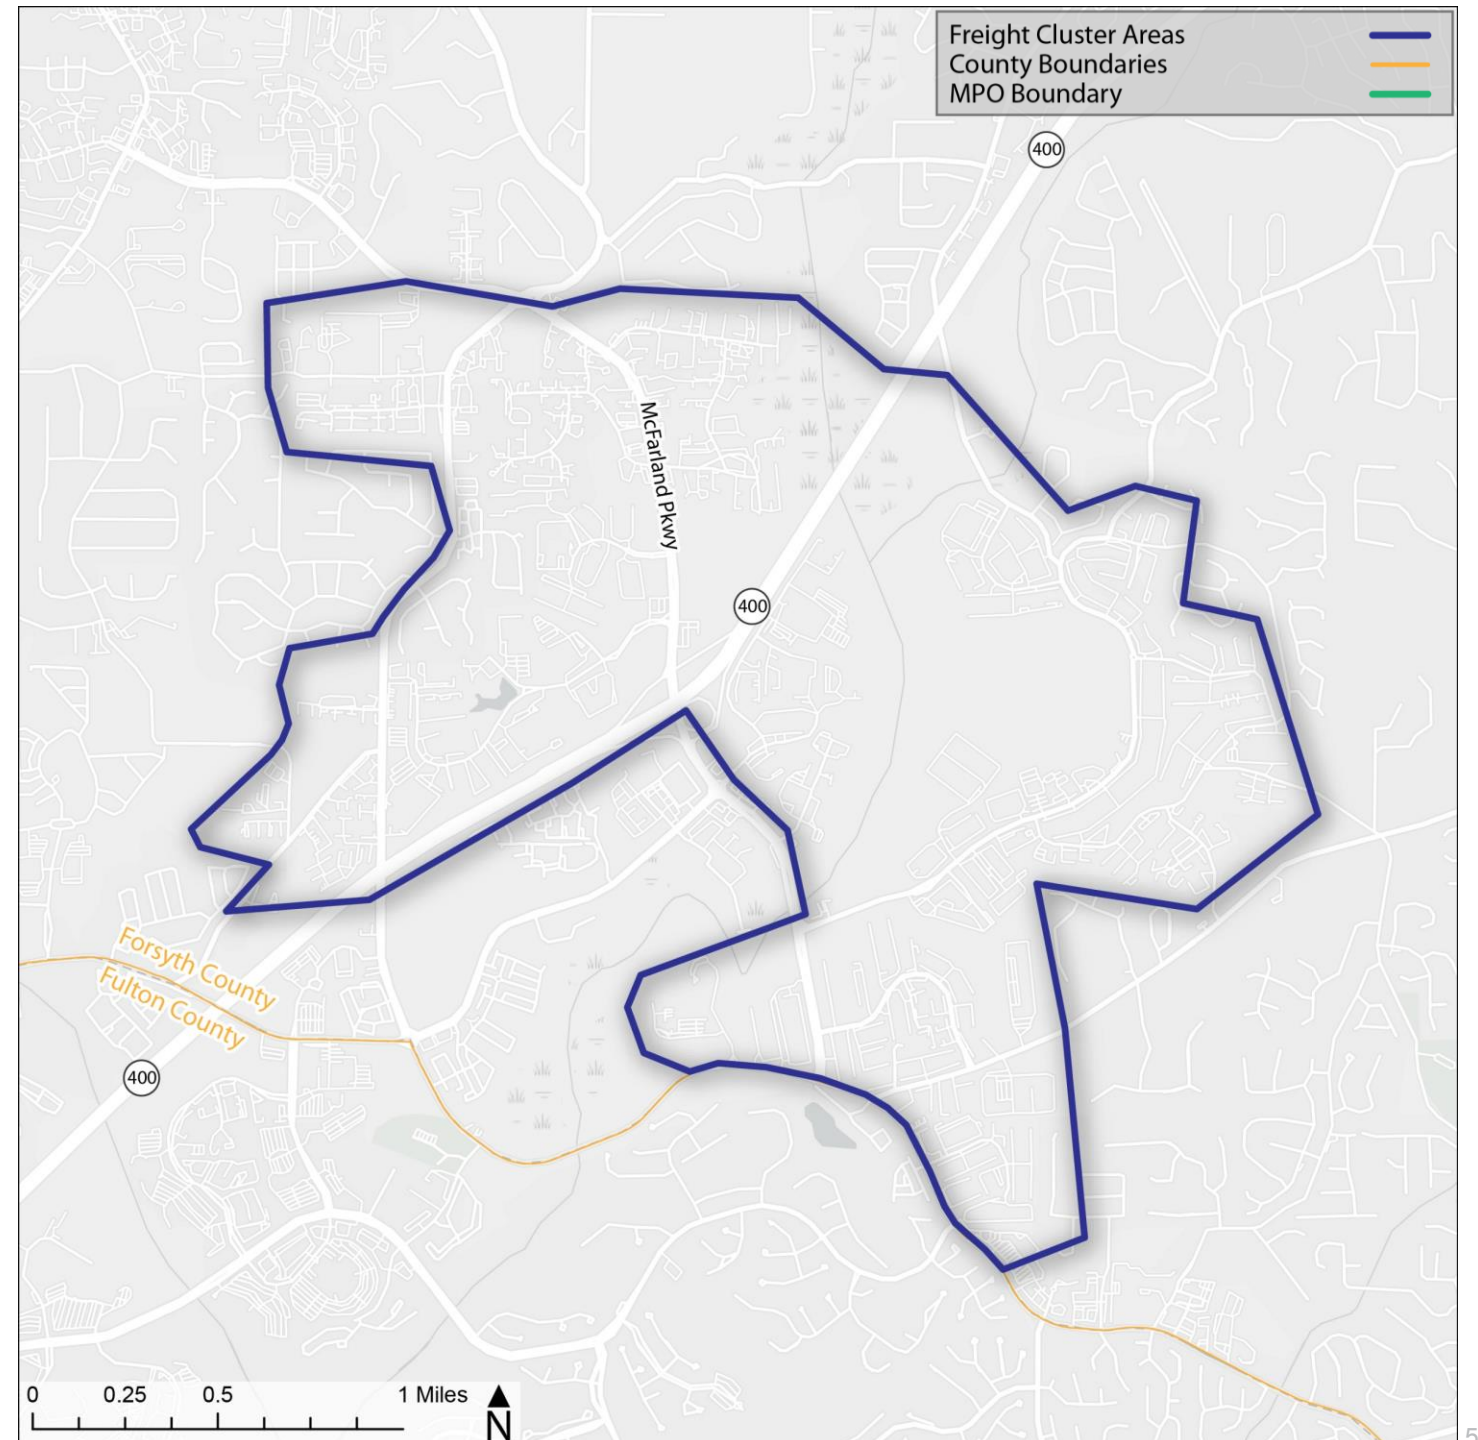 Freight Cluster Areas
County Boundaries
MPO Boundary
400
McFarland Pkwy
400
Forsyth County
Fulton County
400
0 0.25 0.5 1 Miles
N
5